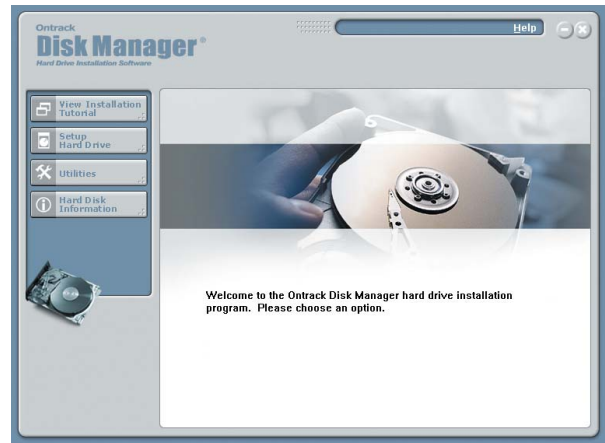 Ontrack
Disk Manager®
Hard Drive Installation Software
Help
View Installation
Tutorial
Setup
Hard Drive
Utilities
Hard Disk
Information
Welcome to the Ontrack Disk Manager hard drive installation
program. Please choose an option.